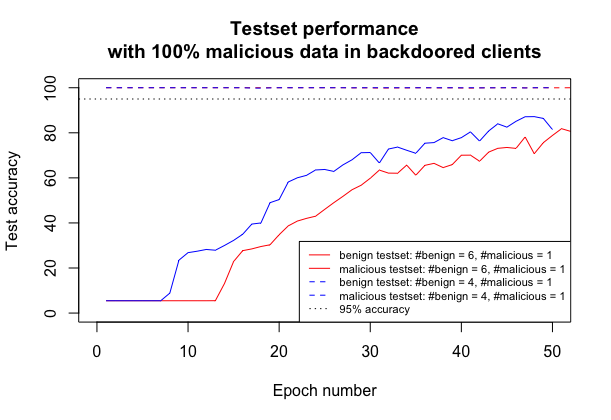 Testset performance
with 100% malicious data in backdoored clients
Test accuracy
100
80
60
40
20
0
benign testset: #benign = 6, #malicious = 1
malicious testset: #benign = 6, #malicious = 1
benign testset: #benign = 4, #malicious = 1
malicious testset: #benign = 4, #malicious = 1
95% accuracy
0 10 20 30 40 50
Epoch number